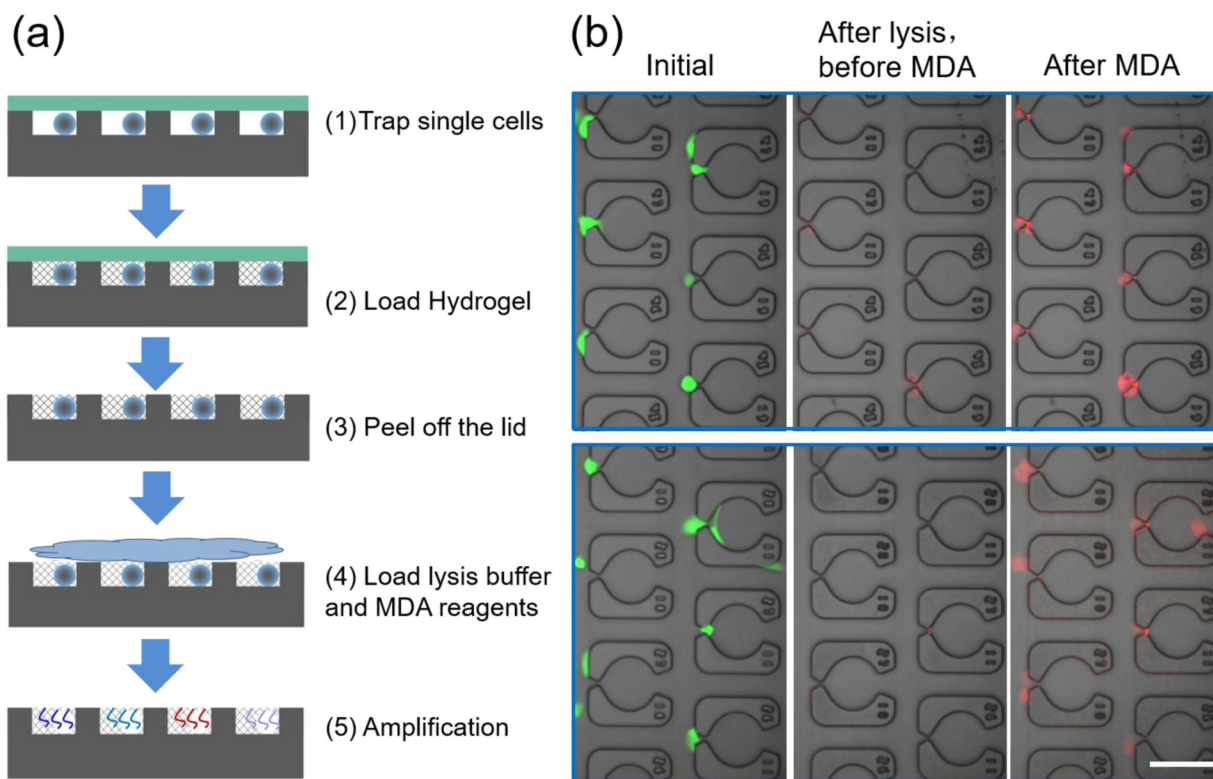 (a)
(1)Trap single cells
(2) Load Hydrogel
(3) Peel off the lid
(4) Load lysis buffer
and MDA reagents
(5) Amplification
(b)
Initial
After lysis,
before MDA
After MDA